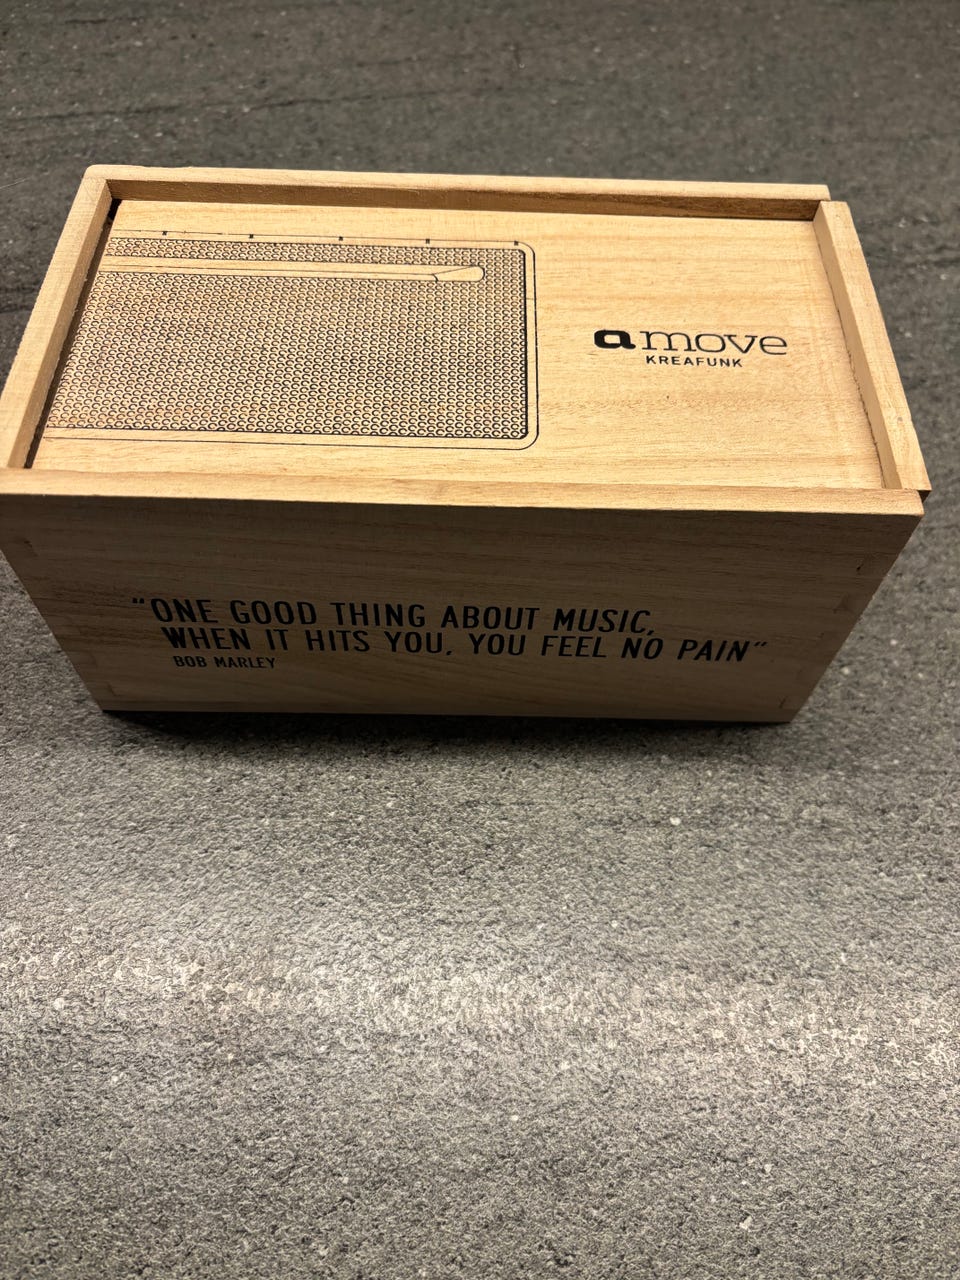 amove
KREAFUNK
“ONE GOOD THING ABOUT MUSIC,
WHEN IT HITS YOU, YOU FEEL NO PAIN”
BOB MARLEY